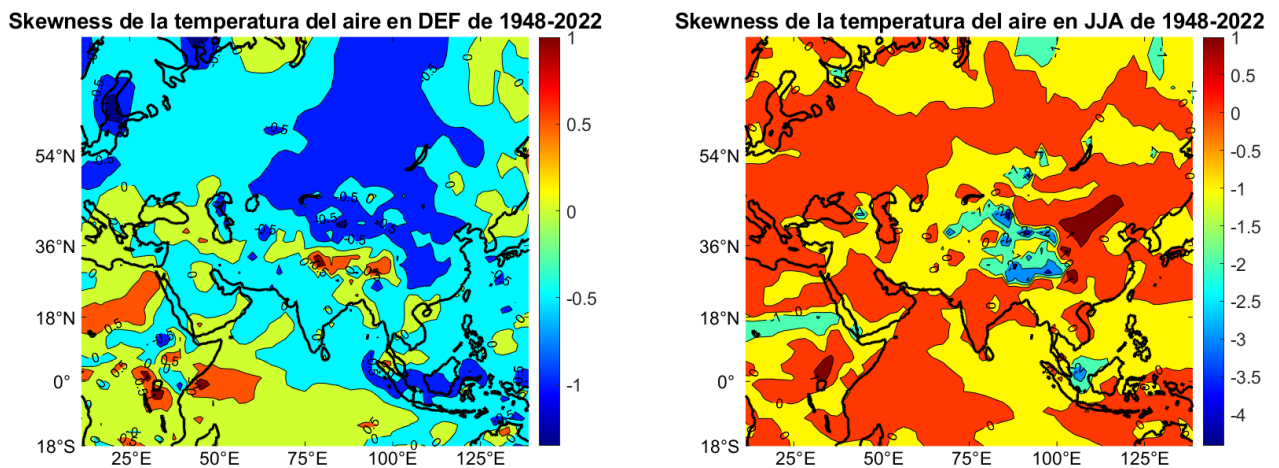 Skewness de la temperatura del aire en DEF de 1948-2022
1
0.5
0
-0.5
-1
54°N
36°N
18°N
0°
18°S
25°E 50°E 75°E 100°E 125°E
Skewness de la temperatura del aire en JJA de 1948-2022
1
0.5
0
-0.5
-1
-1.5
-2
-2.5
-3
-3.5
-4
54°N
36°N
18°N
0°
18°S
25°E 50°E 75°E 100°E 125°E